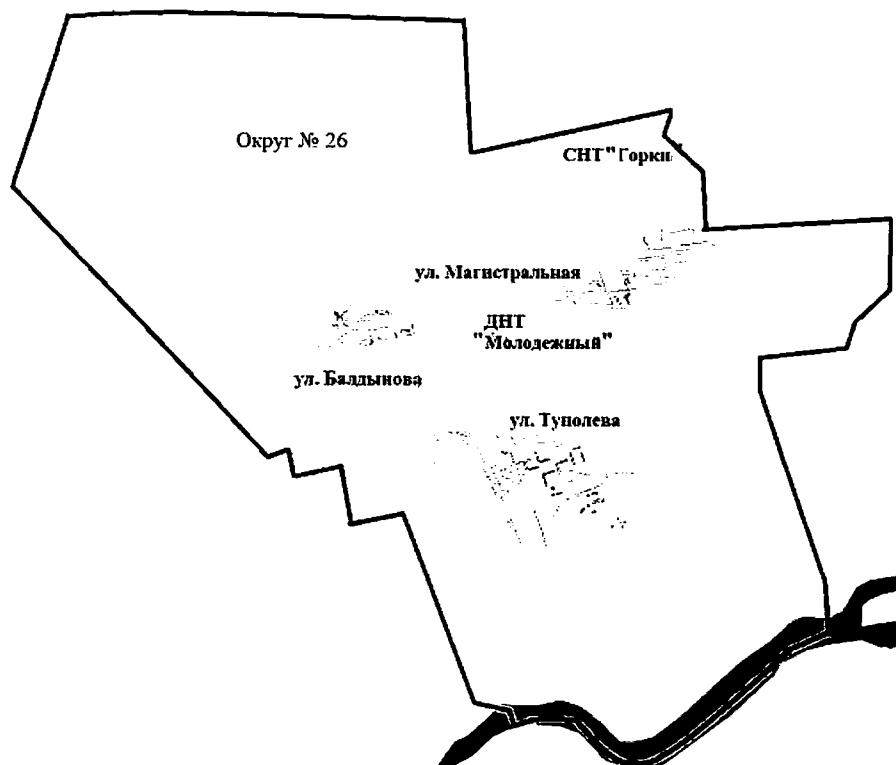 Округ № 26
СНТ "Горки
ул. Магистральная
ДНТ
"Молодежный"
ул. Балдынова
ул. Туполева